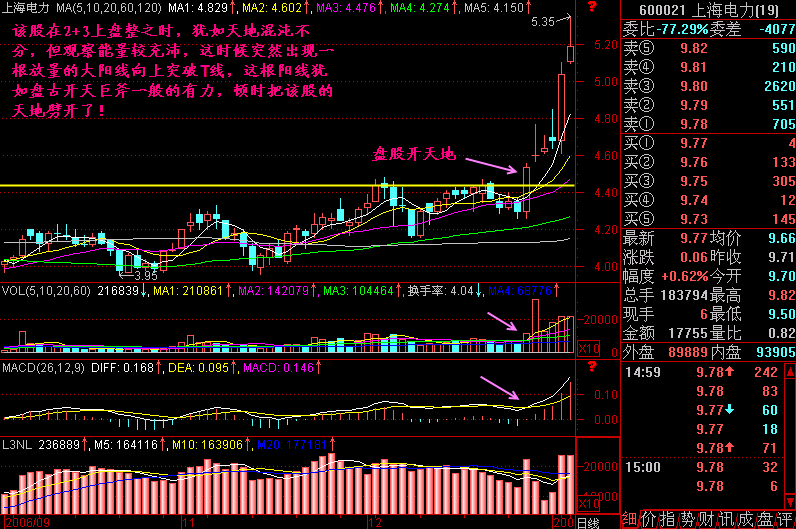 上海电力 MA(5,10,20,60,120) MA1: 4.829↑, MA2: 4.602↑, MA3: 4.476↑, MA4: 4.274↑, MA5: 4.150↑
该股在2+3上盘整之时，犹如天地混沌不
分，但观察能量较充沛，这时候突然出现一
根放量的大阳线向上突破T线，这根阳线犹
如盘古开天巨斧一般的有力，顿时把该股的
天地劈开了！
盘股开天地
5.35
5.20
5.00
4.80
4.60
4.40
4.20
4.00
3.95
VOL(5,10,20,60) 216839↓, MA1: 210861↑, MA2: 142079↑, MA3: 104464↑, 换手率: 4.04↓, MA4: 68776↑
20000
10000
X10
MACD(26,12,9) DIFF: 0.168↑, DEA: 0.095↑, MACD: 0.146↑
0.10
0.00
L3NL 236889↑, M5: 164116↑, M10: 163906↑, M30: 177181↑
20000
10000
X10
2006/09
11
12
200
日线
600021 上海电力(19)
委比 -77.29% 委差 -4077
卖⑤ 9.82 590
卖④ 9.81 210
卖③ 9.80 2620
卖② 9.79 551
卖① 9.78 705
买① 9.77 4
买② 9.76 133
买③ 9.75 305
买④ 9.74 12
买⑤ 9.73 145
最新 9.77 均价 9.66
涨跌 0.06 昨收 9.71
幅度 +0.62% 今开 9.70
总手 183794 最高 9.82
现手 6 最低 9.50
金额 17755 量比 0.82
外盘 89889 内盘 93905
14:59 9.78↑ 242
9.78 83
9.77↓ 60
9.77 18
9.78↑ 71
15:00 9.78 32
9.78 6
细 价 指 势 财 讯 成 盘 评